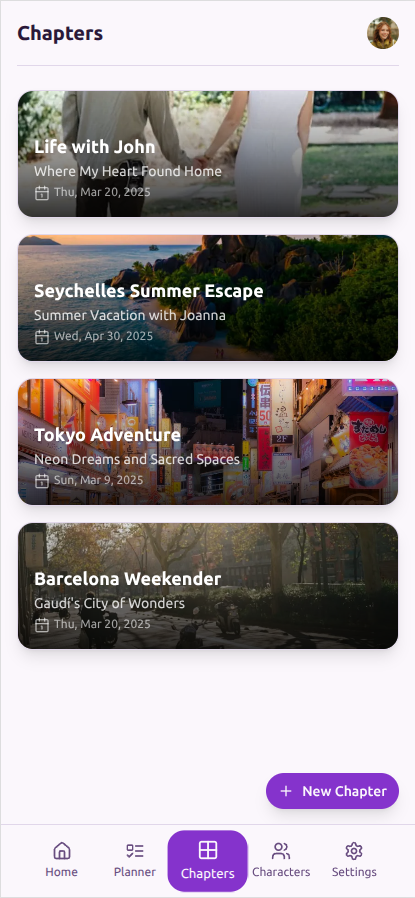 Chapters
Life with John
Where My Heart Found Home
Thu, Mar 20, 2025
Seychelles Summer Escape
Summer Vacation with Joanna
Wed, Apr 30, 2025
Tokyo Adventure
Neon Dreams and Sacred Spaces
Sun, Mar 9, 2025
Barcelona Weekender
Gaudí's City of Wonders
Thu, Mar 20, 2025
+ New Chapter
Home
Planner
Chapters
Characters
Settings